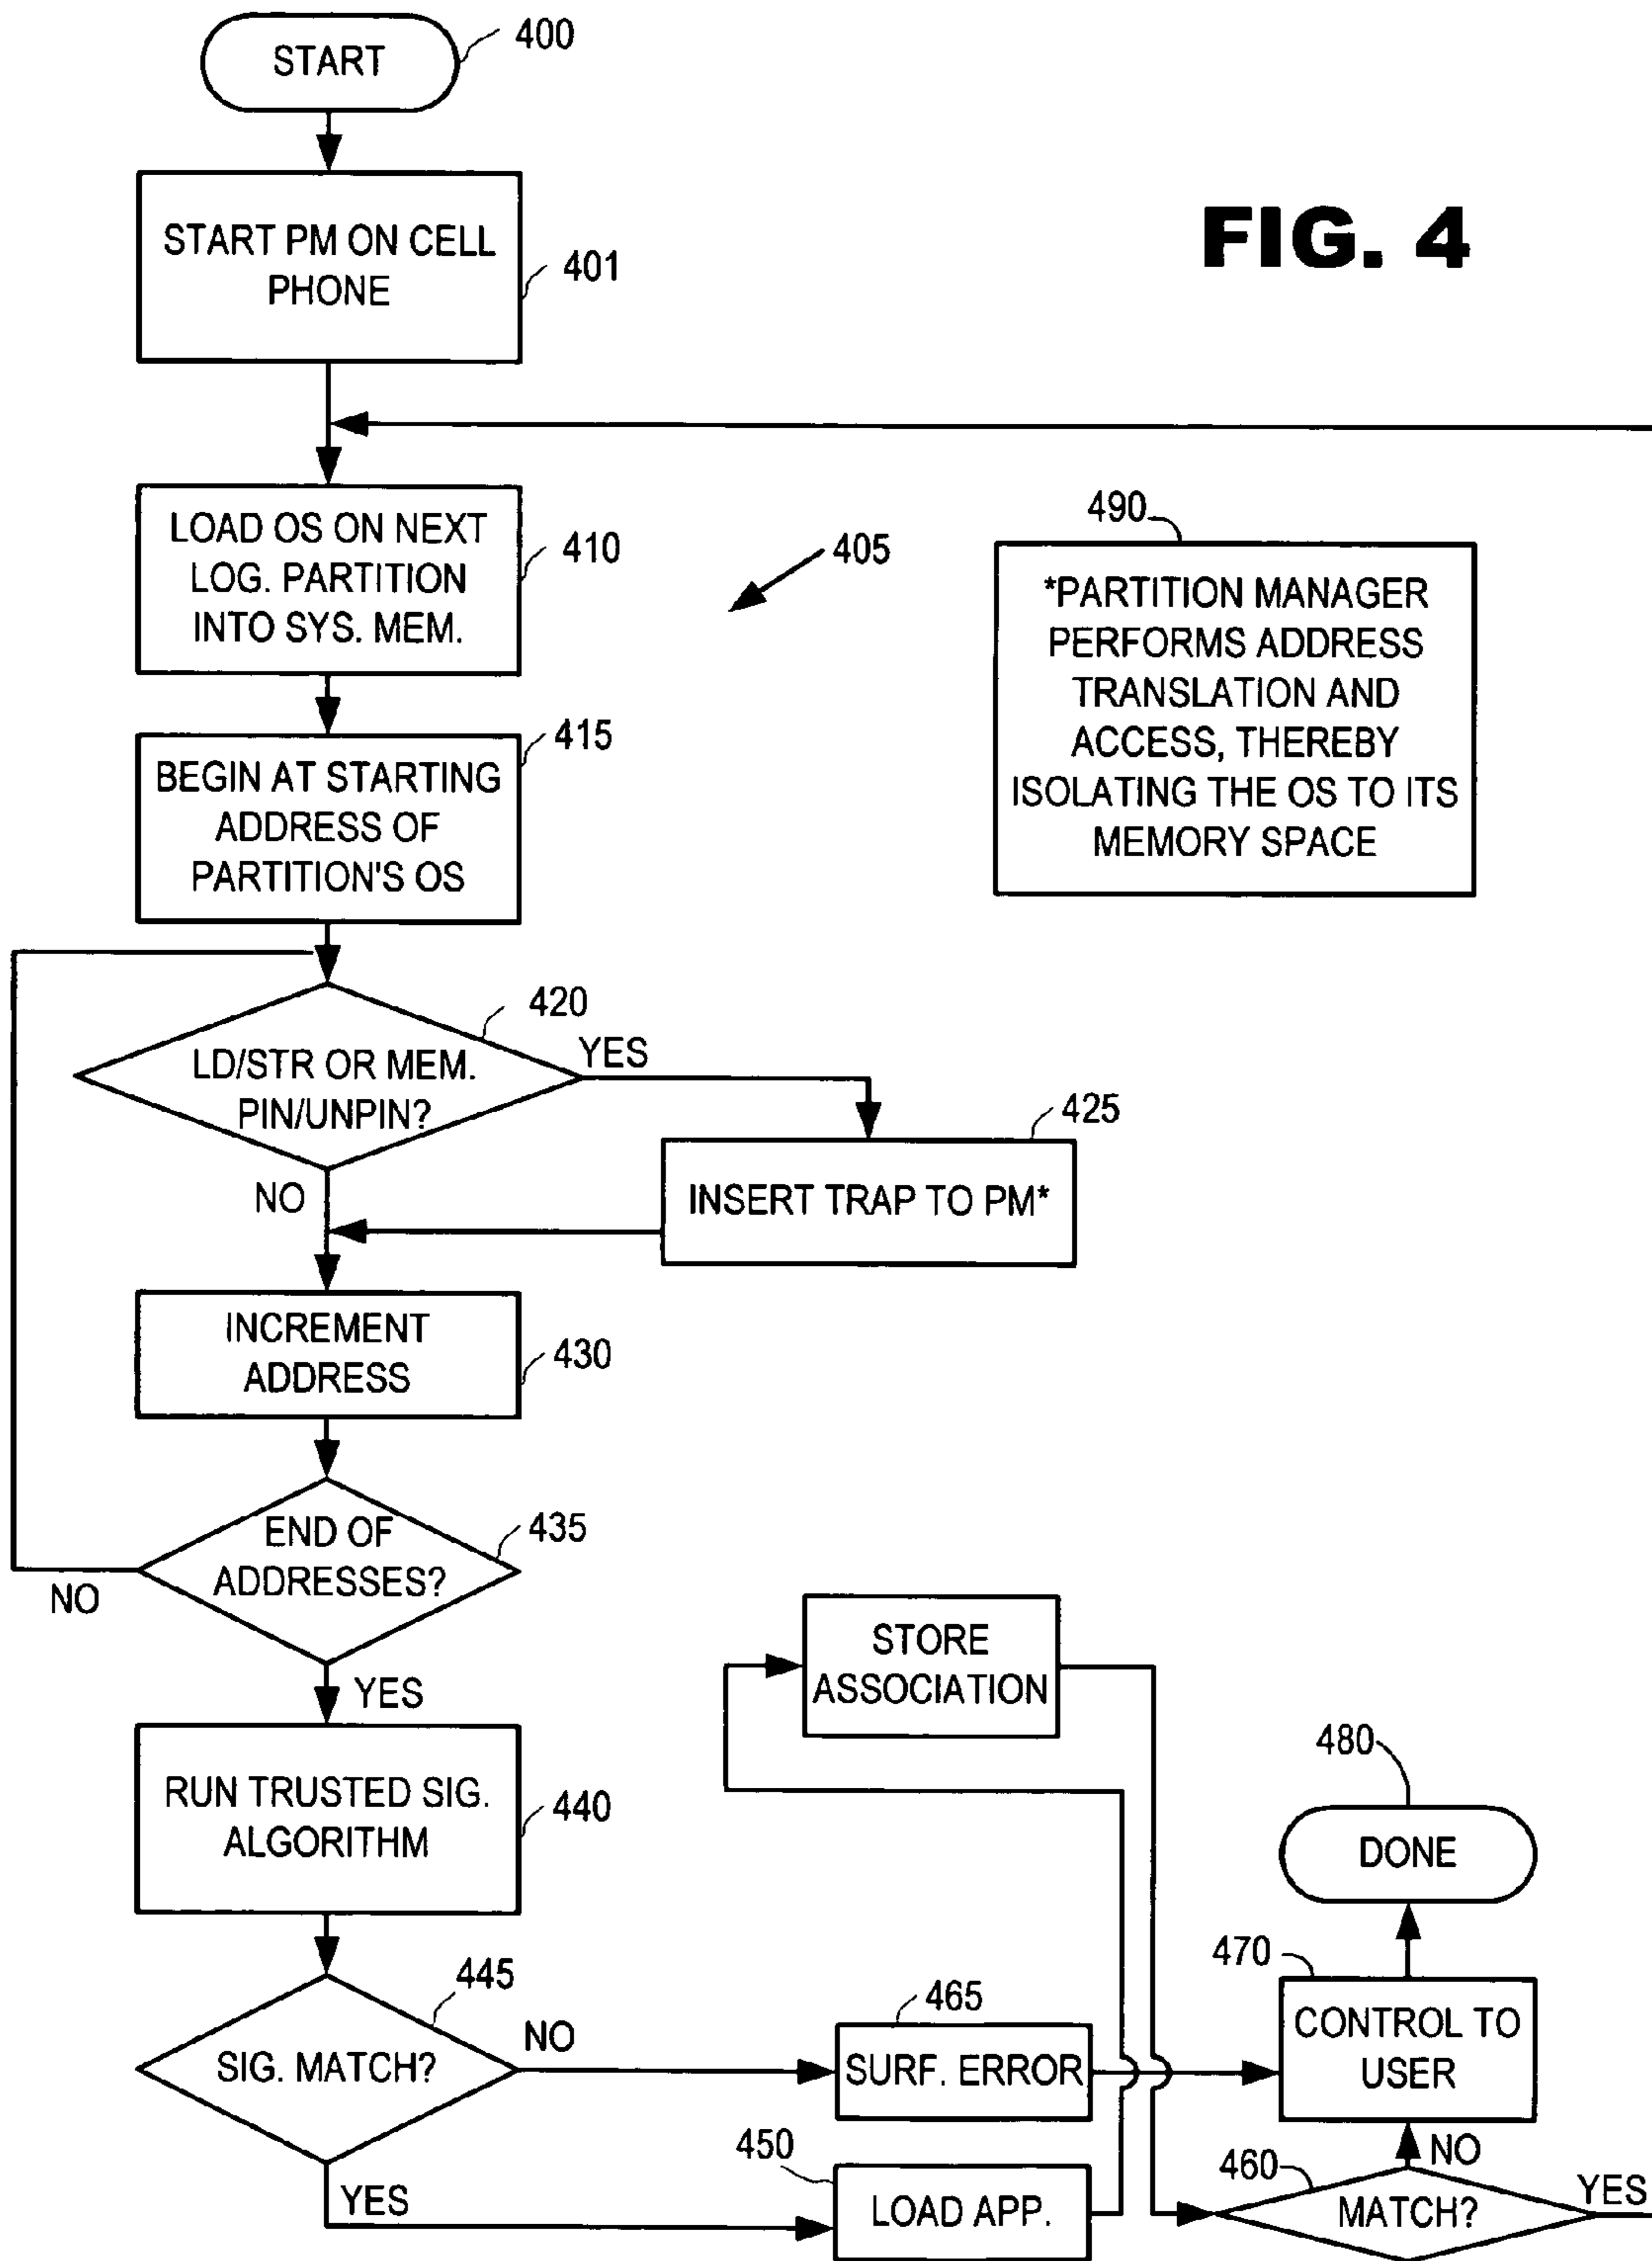 400
START
FIG. 4
START PM ON CELL
PHONE
401
LOAD OS ON NEXT
LOG. PARTITION
INTO SYS. MEM.
410
405
490
*PARTITION MANAGER
PERFORMS ADDRESS
TRANSLATION AND
ACCESS, THEREBY
ISOLATING THE OS TO ITS
MEMORY SPACE
415
BEGIN AT STARTING
ADDRESS OF
PARTITION'S OS
420
LD/STR OR MEM.
PIN/UNPIN?
YES
NO
425
INSERT TRAP TO PM*
INCREMENT
ADDRESS
430
END OF
ADDRESSES?
435
NO
YES
RUN TRUSTED SIG.
ALGORITHM
440
STORE
ASSOCIATION
480
DONE
445
SIG. MATCH?
NO
YES
465
SURF. ERROR
470
CONTROL TO
USER
450
LOAD APP.
460
MATCH?
NO
YES